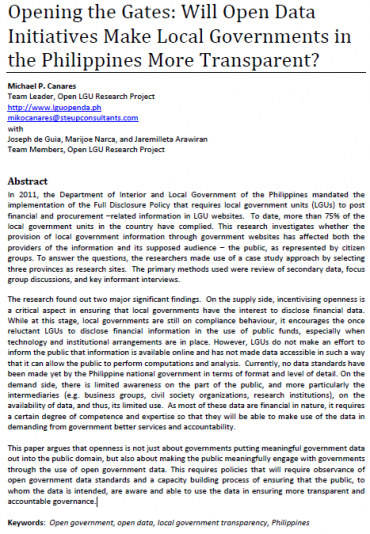 Opening the Gates: Will Open Data
Initiatives Make Local Governments in
the Philippines More Transparent?
Michael P. Canares
Team Leader, Open LGU Research Project
http://www.lguopenda.ph
mikocanares@steupconsultants.com
with
Joseph de Guia, Marijoe Narca, and Jaremilleta Arawiran
Team Members, Open LGU Research Project
Abstract
In 2011, the Department of Interior and Local Government of the Philippines mandated the
implementation of the Full Disclosure Policy that requires local government units (LGUs) to post
financial and procurement –related information in LGU websites. To date, more than 75% of the
local government units in the country have complied. This research investigates whether the
provision of local government information through government websites has affected both the
providers of the information and its supposed audience – the public, as represented by citizen
groups. To answer the questions, the researchers made use of a case study approach by selecting
three provinces as research sites. The primary methods used were review of secondary data, focus
group discussions, and key informant interviews.
The research found out two major significant findings. On the supply side, incentivising openness is
a critical aspect in ensuring that local governments have the interest to disclose financial data.
While at this stage, local governments are still on compliance behaviour, it encourages the once
reluctant LGUs to disclose financial information in the use of public funds, especially when
technology and institutional arrangements are in place. However, LGUs do not make an effort to
inform the public that information is available online and has not made data accessible in such a way
that it can allow the public to perform computations and analysis. Currently, no data standards have
been made yet by the Philippine national government in terms of format and level of detail. On the
demand side, there is limited awareness on the part of the public, and more particularly the
intermediaries (e.g. business groups, civil society organizations, research institutions), on the
availability of data, and thus, its limited use. As most of these data are financial in nature, it requires
a certain degree of competence and expertise so that they will be able to make use of the data in
demanding from government better services and accountability.
This paper argues that openness is not just about governments putting meaningful government data
out into the public domain, but also about making the public meaningfully engage with governments
through the use of open government data. This requires policies that will require observance of
open government data standards and a capacity building process of ensuring that the public, to
whom the data is intended, are aware and able to use the data in ensuring more transparent and
accountable governance.
Keywords: Open government, open data, local government transparency, Philippines